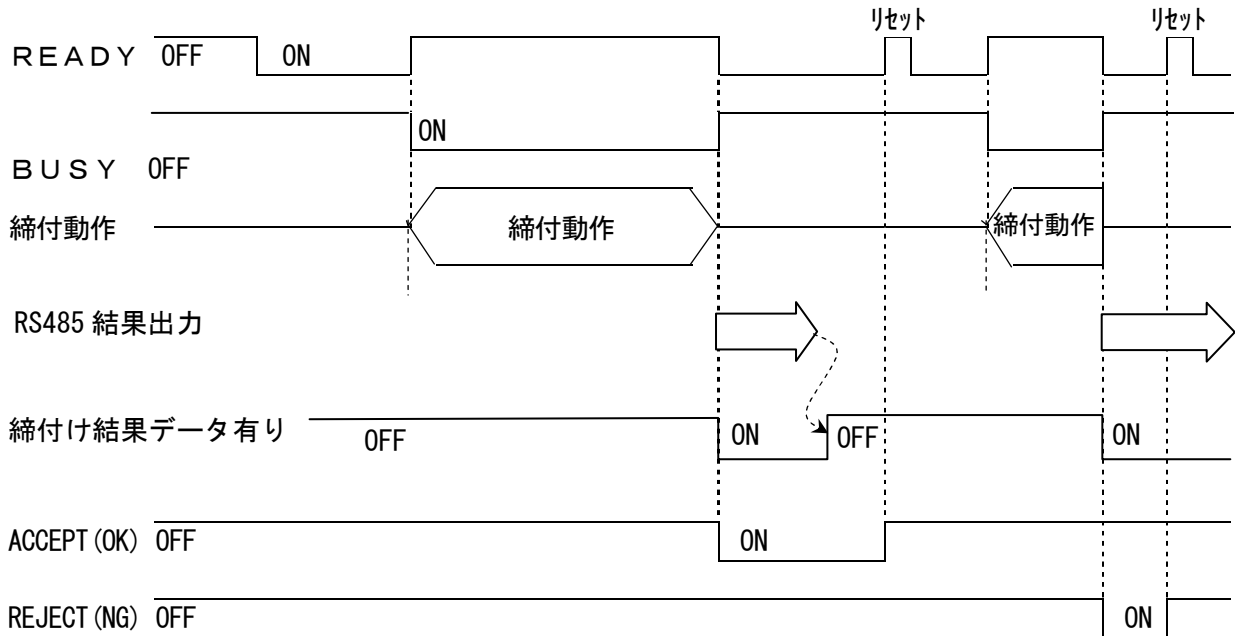 リセット リセット
ＲＥＡＤＹ OFF ON
ON
ＢＵＳＹ OFF
締付動作 締付動作 締付動作
RS485 結果出力
締付け結果データ有り OFF ON OFF ON
ACCEPT(OK) OFF ON
REJECT(NG) OFF ON